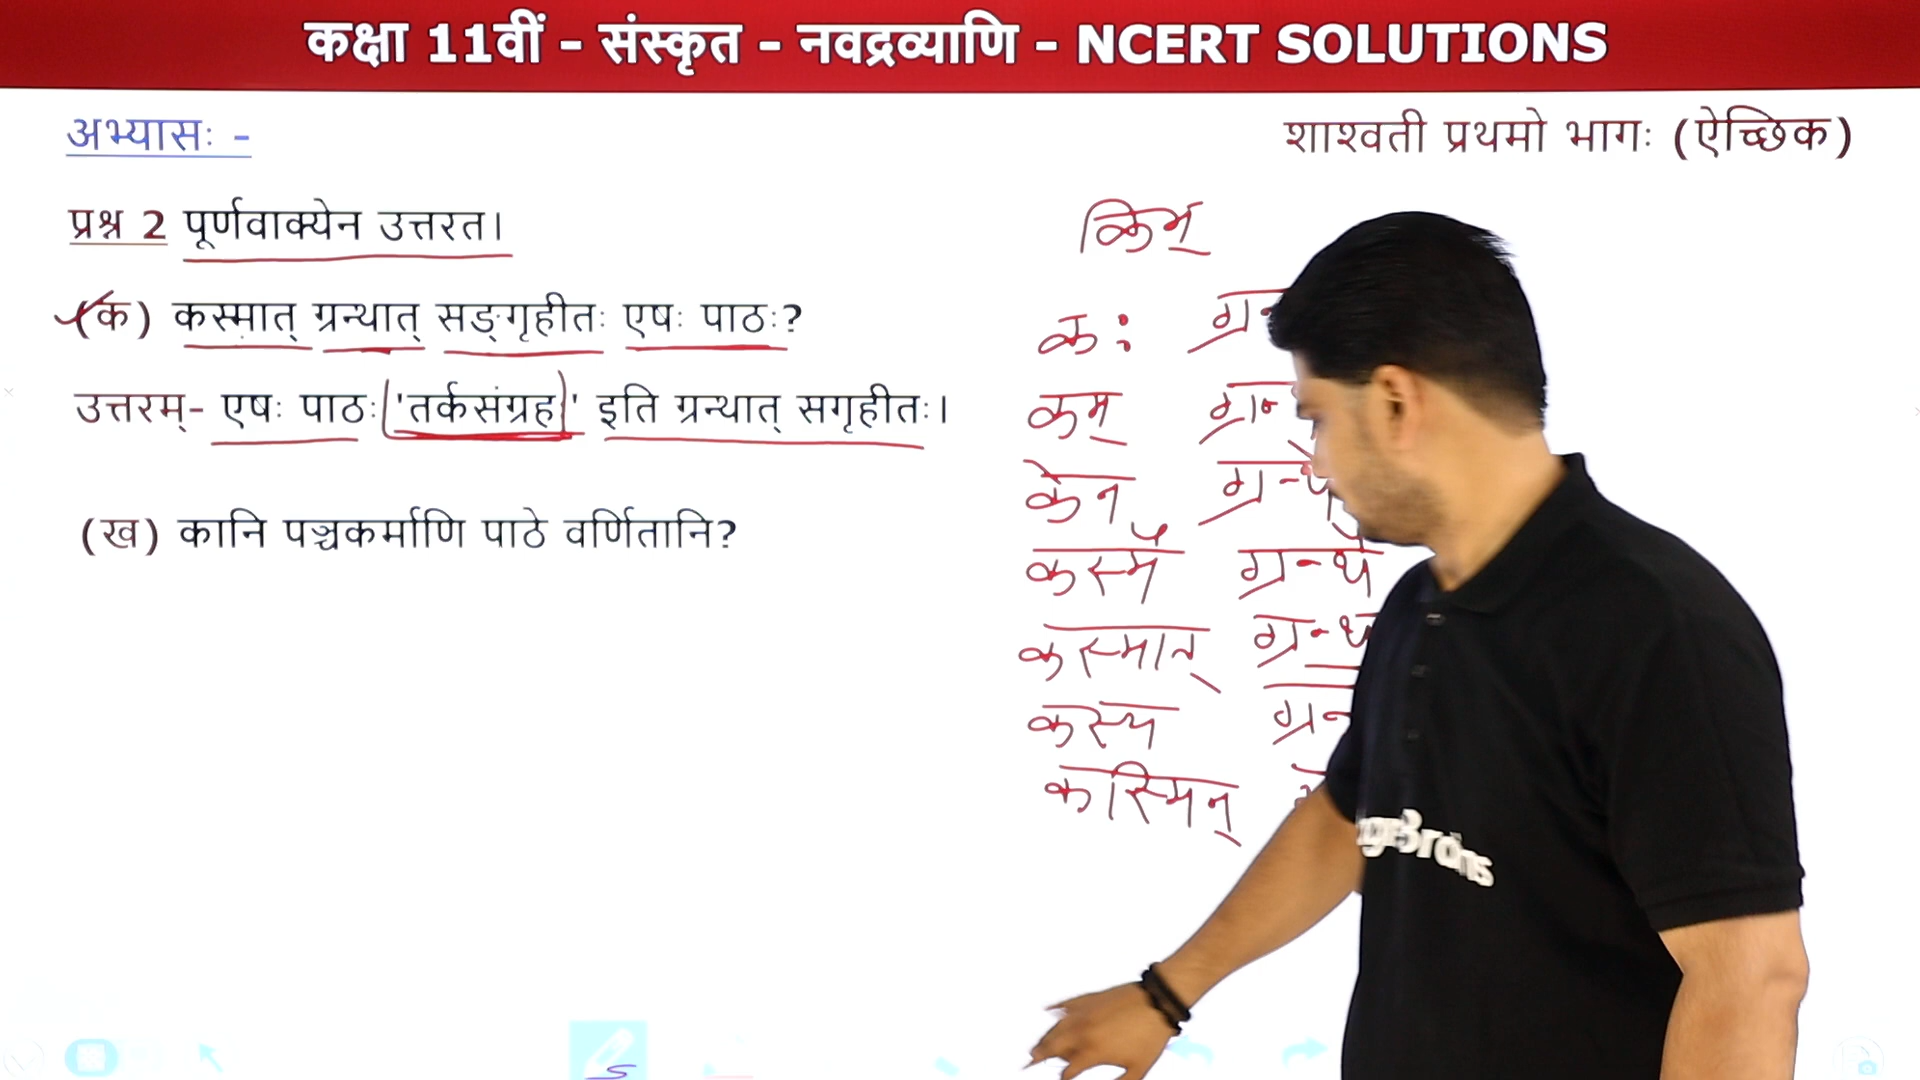 कक्षा 11वीं - संस्कृत - नवद्रव्याणि - NCERT SOLUTIONS
अभ्यासः -
शाश्वती प्रथमो भागः (ऐच्छिक)
प्रश्न 2 पूर्णवाक्येन उत्तरत।
(क) कस्मात् ग्रन्थात् सङ्गृहीतः एषः पाठः?
उत्तरम्- एषः पाठः 'तर्कसंग्रह' इति ग्रन्थात् सगृहीतः।
(ख) कानि पञ्चकर्माणि पाठे वर्णितानि?
किम्
कः
कम्
केन
कस्मै
कस्मात्
कस्य
कस्मिन्